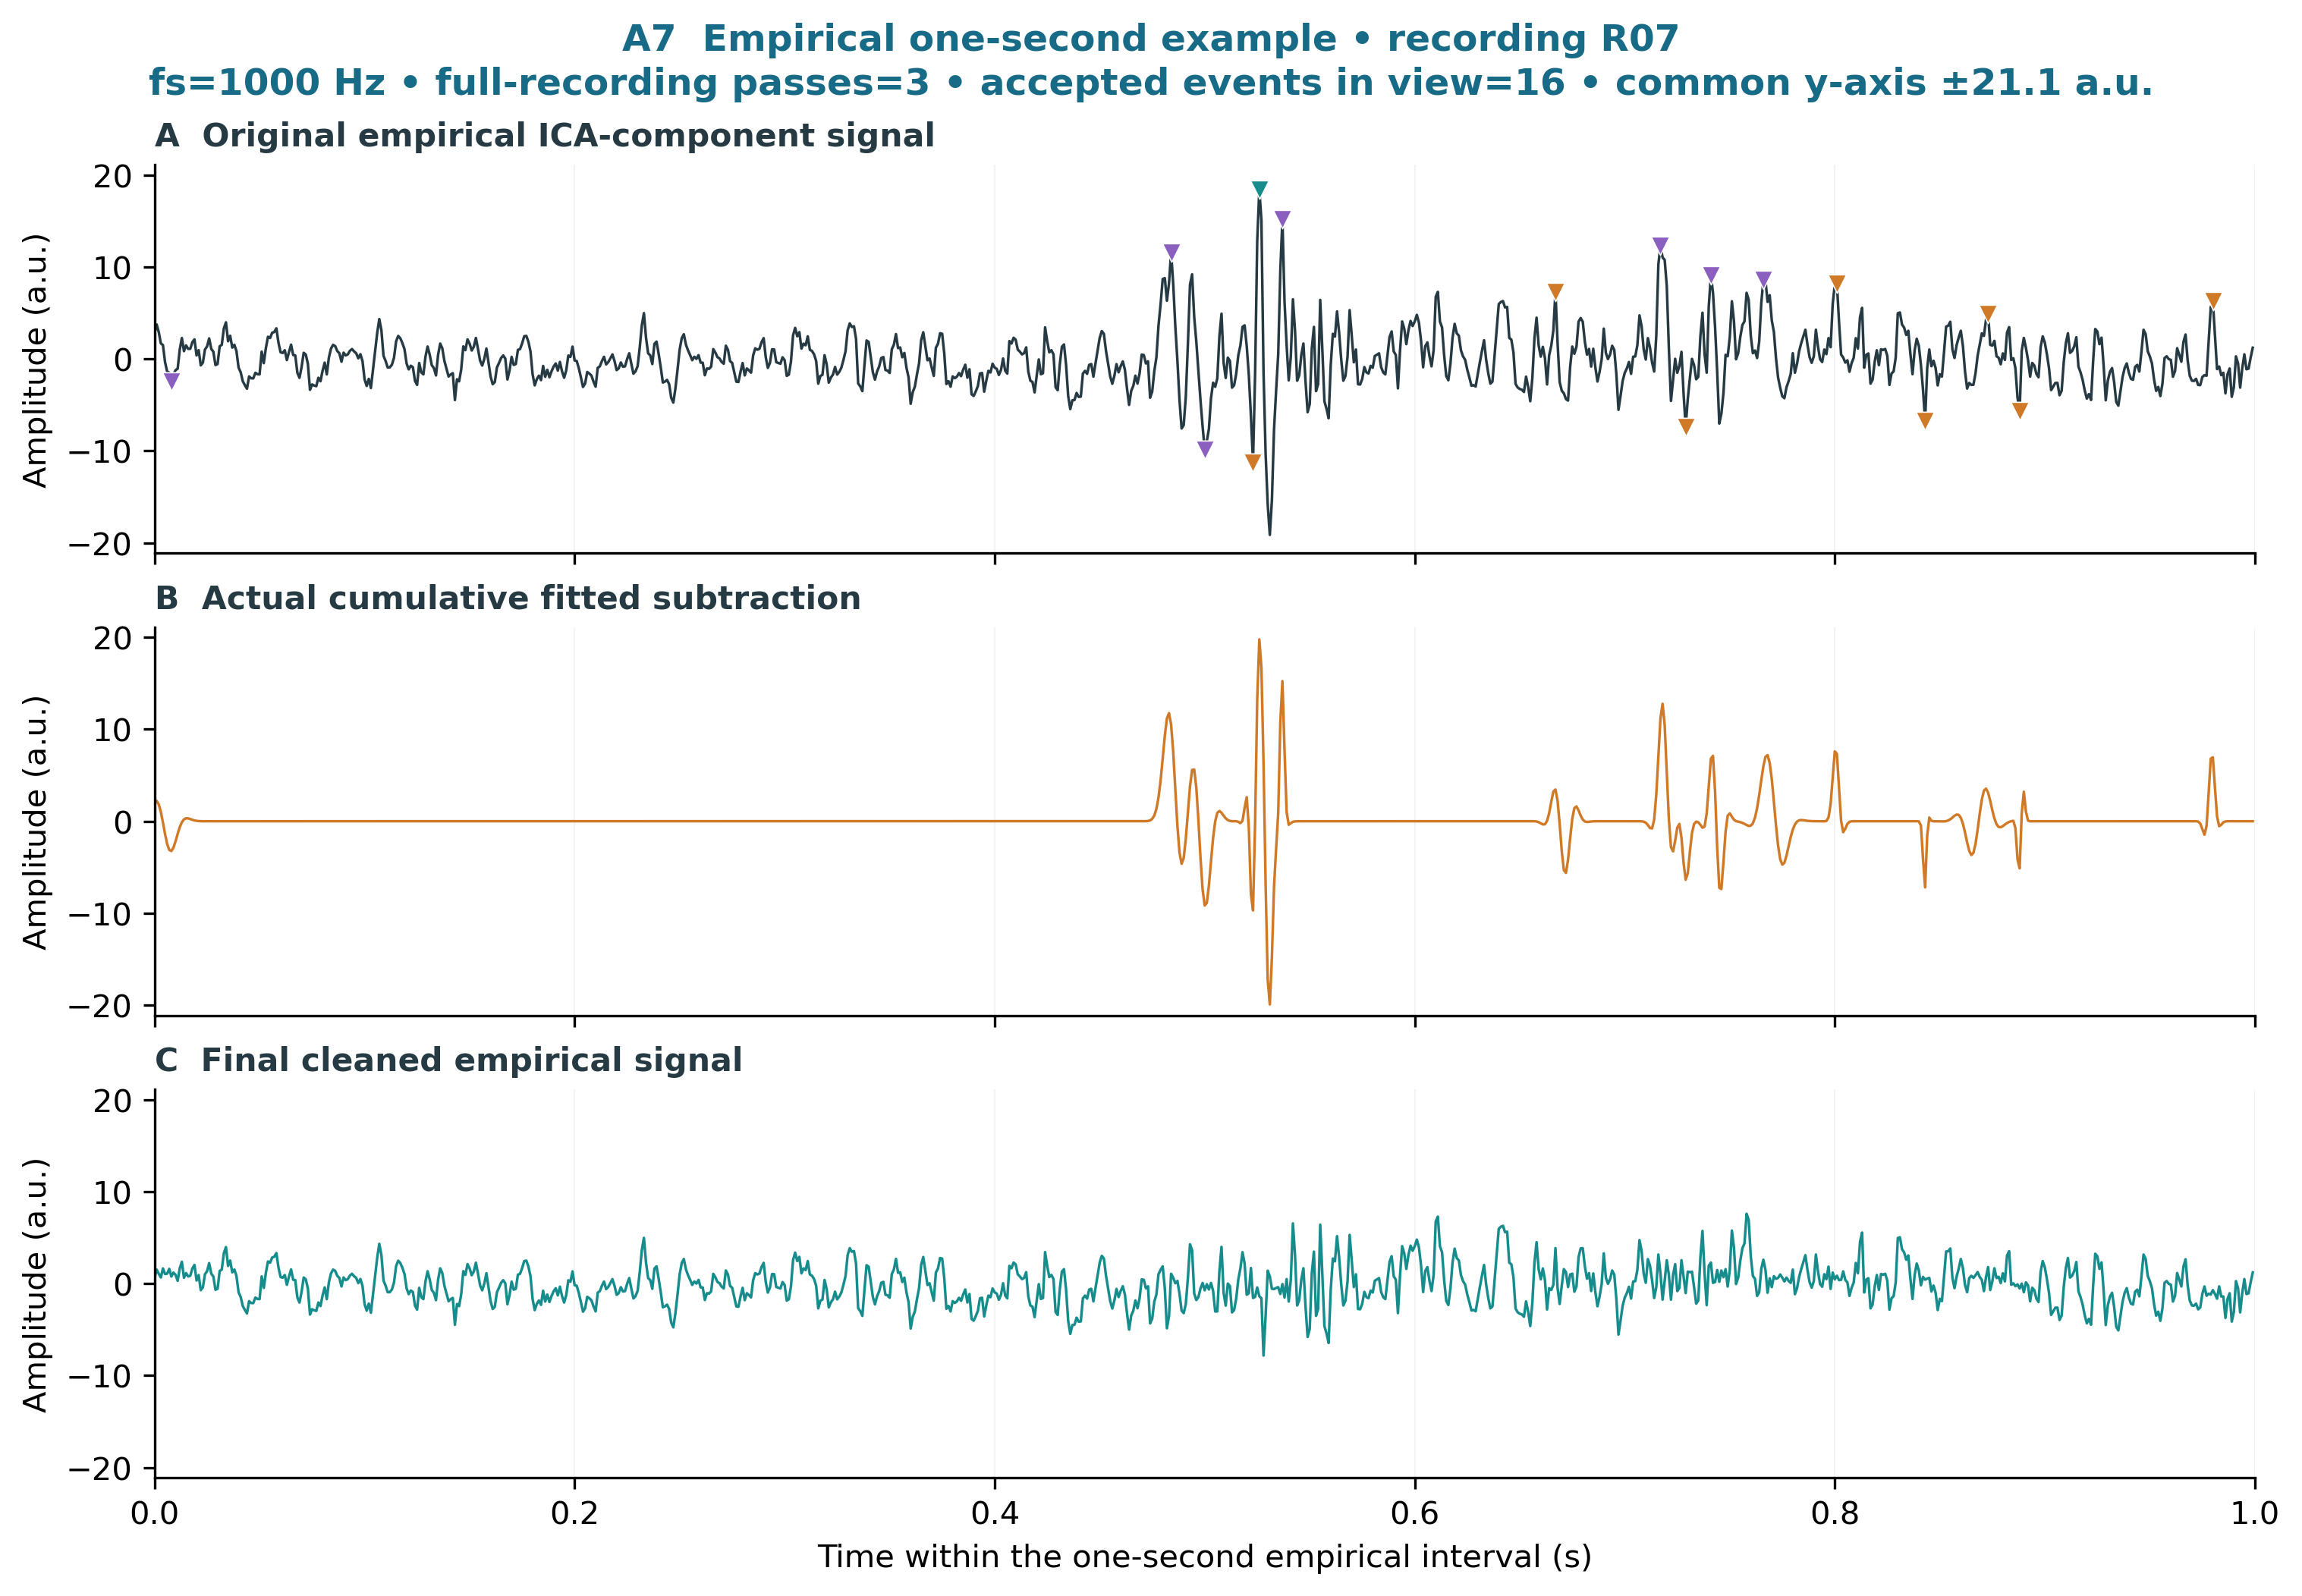 A7  Empirical one-second example • recording R07
fs=1000 Hz • full-recording passes=3 • accepted events in view=16 • common y-axis ±21.1 a.u.
A  Original empirical ICA-component signal
20
10
0
−10
−20
Amplitude (a.u.)
B  Actual cumulative fitted subtraction
20
10
0
−10
−20
Amplitude (a.u.)
C  Final cleaned empirical signal
20
10
0
−10
−20
Amplitude (a.u.)
0.0 0.2 0.4 0.6 0.8 1.0
Time within the one-second empirical interval (s)